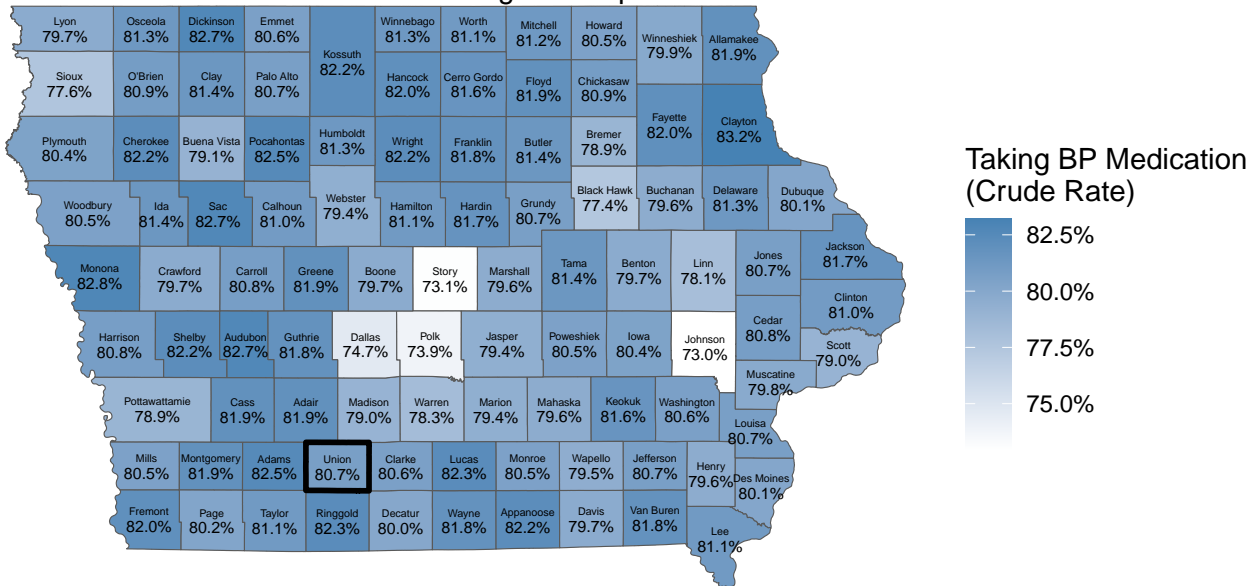 Lyon
79.7%
Osceola
81.3%
Dickinson
82.7%
Emmet
80.6%
Kossuth
82.2%
Winnebago
81.3%
Worth
81.1%
Mitchell
81.2%
Howard
80.5%
Winneshiek
79.9%
Allamakee
81.9%
Sioux
77.6%
O'Brien
80.9%
Clay
81.4%
Palo Alto
80.7%
Hancock
82.0%
Cerro Gordo
81.6%
Floyd
81.9%
Chickasaw
80.9%
Fayette
82.0%
Clayton
83.2%
Plymouth
80.4%
Cherokee
82.2%
Buena Vista
79.1%
Pocahontas
82.5%
Humboldt
81.3%
Wright
82.2%
Franklin
81.8%
Butler
81.4%
Bremer
78.9%
Woodbury
80.5%
Ida
81.4%
Sac
82.7%
Calhoun
81.0%
Webster
79.4%
Hamilton
81.1%
Hardin
81.7%
Grundy
80.7%
Black Hawk
77.4%
Buchanan
79.6%
Delaware
81.3%
Dubuque
80.1%
Monona
82.8%
Crawford
79.7%
Carroll
80.8%
Greene
81.9%
Boone
79.7%
Story
73.1%
Marshall
79.6%
Tama
81.4%
Benton
79.7%
Linn
78.1%
Jones
80.7%
Jackson
81.7%
Clinton
81.0%
Harrison
80.8%
Shelby
82.2%
Audubon
82.7%
Guthrie
81.8%
Dallas
74.7%
Polk
73.9%
Jasper
79.4%
Poweshiek
80.5%
Iowa
80.4%
Johnson
73.0%
Cedar
80.8%
Scott
79.0%
Muscatine
79.8%
Pottawattamie
78.9%
Cass
81.9%
Adair
81.9%
Madison
79.0%
Warren
78.3%
Marion
79.4%
Mahaska
79.6%
Keokuk
81.6%
Washington
80.6%
Louisa
80.7%
Mills
80.5%
Montgomery
81.9%
Adams
82.5%
Union
80.7%
Clarke
80.6%
Lucas
82.3%
Monroe
80.5%
Wapello
79.5%
Jefferson
80.7%
Henry
79.6%
Des Moines
80.1%
Fremont
82.0%
Page
80.2%
Taylor
81.1%
Ringgold
82.3%
Decatur
80.0%
Wayne
81.8%
Appanoose
82.2%
Davis
79.7%
Van Buren
81.8%
Lee
81.1%
Taking BP Medication
(Crude Rate)
82.5%
80.0%
77.5%
75.0%